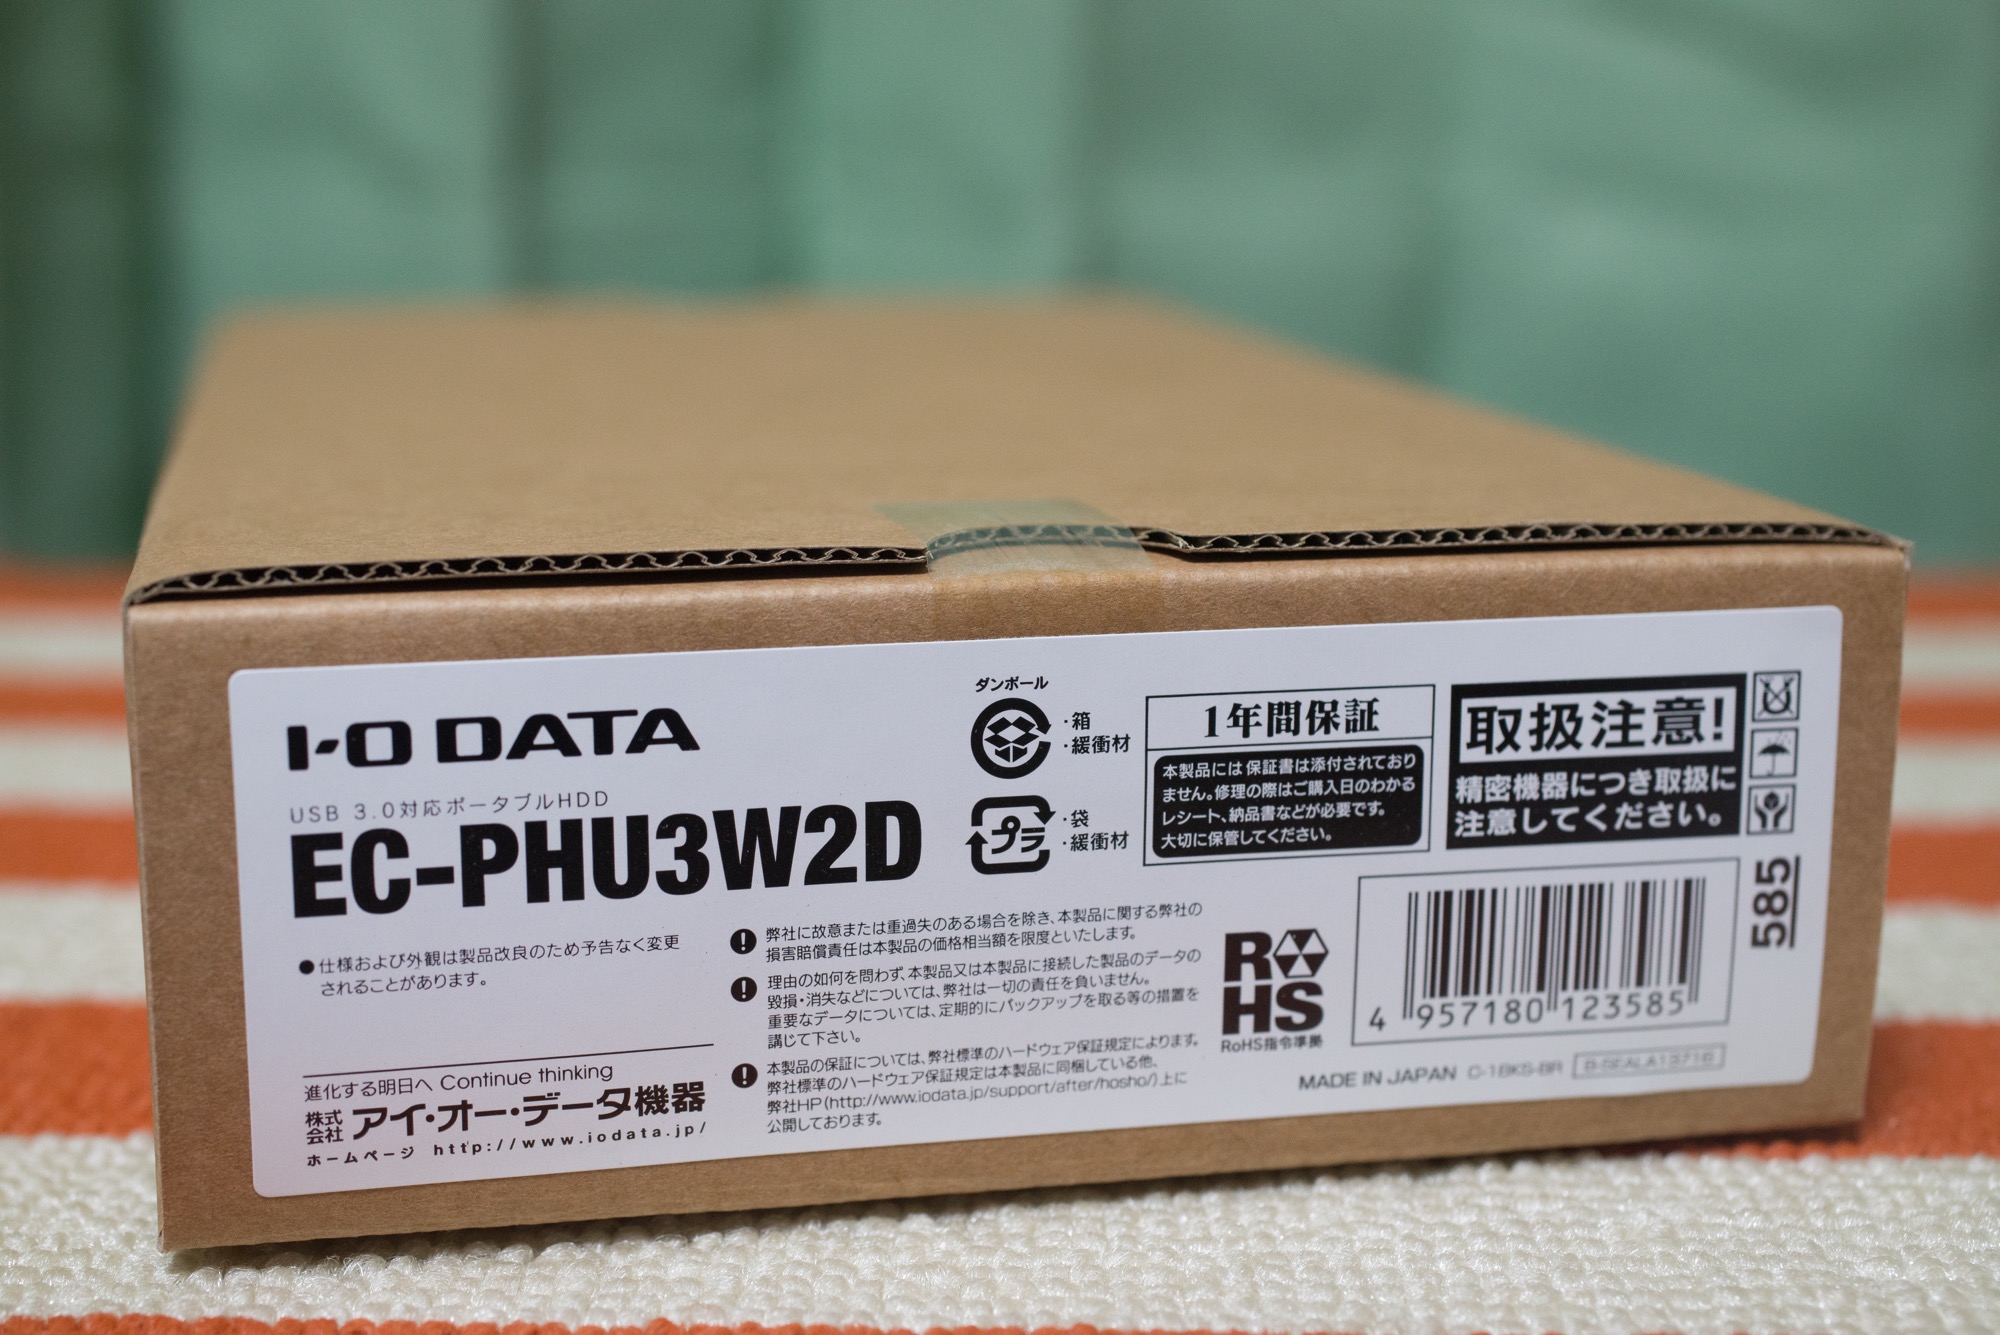 I-O DATA
USB 3.0対応ポータブルHDD
EC-PHU3W2D
●仕様および外観は製品改良のため予告なく変更
されることがあります。
進化する明日へ Continue thinking
株式会社 アイ・オー・データ機器
ホームページ http://www.iodata.jp/
ダンボール
・箱
・緩衝材
プラ
・袋
・緩衝材
弊社に故意または重過失のある場合を除き、本製品に関する弊社の
損害賠償責任は本製品の価格相当額を限度といたします。
理由の如何を問わず、本製品又は本製品に接続した製品のデータの
毀損・消失などについては、弊社は一切の責任を負いません。
重要なデータについては、定期的にバックアップを取る等の措置を
講じて下さい。
本製品の保証については、弊社標準のハードウェア保証規定によります。
弊社標準のハードウェア保証規定は本製品に同梱している他、
弊社HP(http://www.iodata.jp/support/after/hosho/)上に
公開しております。
1年間保証
本製品には保証書は添付されており
ません。修理の際はご購入日のわかる
レシート、納品書などが必要です。
大切に保管してください。
取扱注意!
精密機器につき取扱に
注意してください。
RoHS
RoHS指令準拠
4 957180 123585
585
MADE IN JAPAN C-1BKS-BR